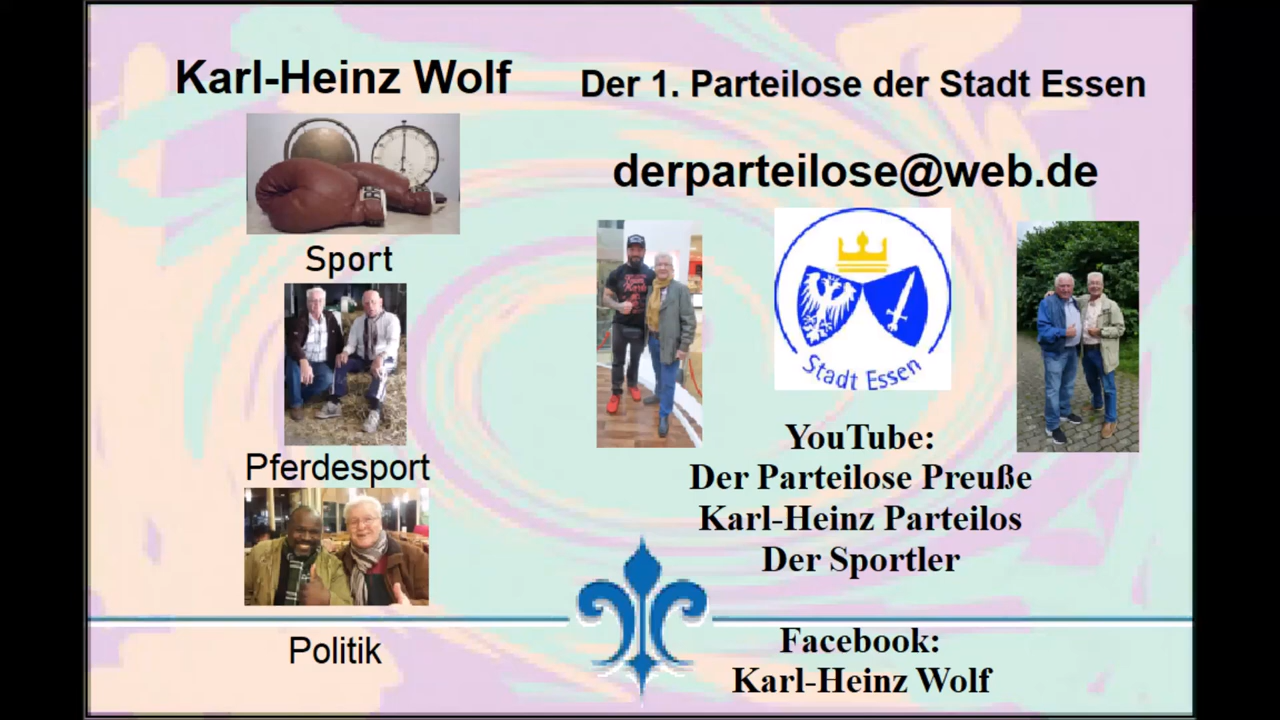 Karl-Heinz Wolf
Der 1. Parteilose der Stadt Essen
derparteilose@web.de
Sport
Pferdesport
Politik
Stadt Essen
YouTube:
Der Parteilose Preuße
Karl-Heinz Parteilos
Der Sportler
Facebook:
Karl-Heinz Wolf